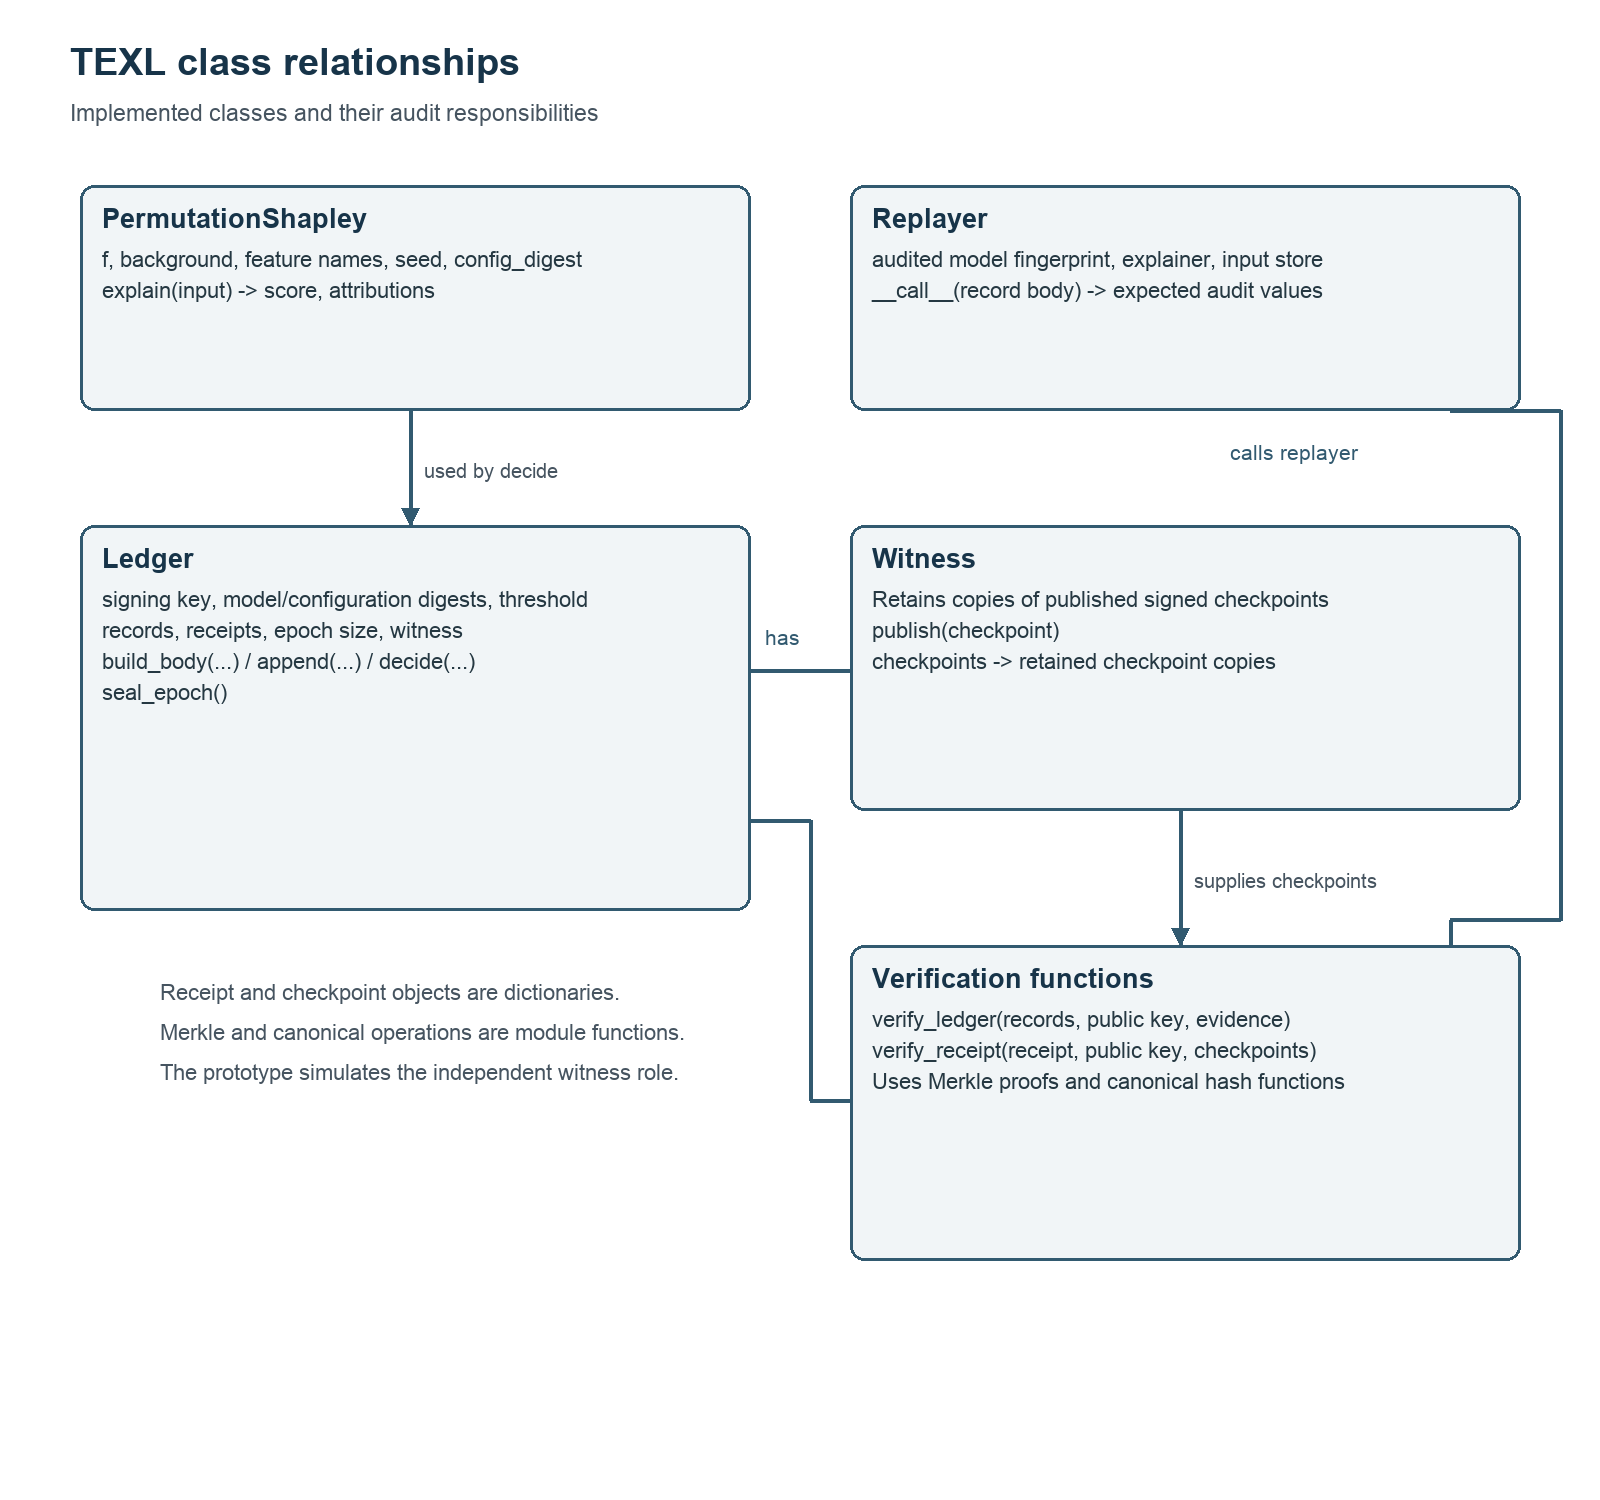 TEXL class relationships
Implemented classes and their audit responsibilities
PermutationShapley
f, background, feature names, seed, config_digest
explain(input) -> score, attributions
Replayer
audited model fingerprint, explainer, input store
__call__(record body) -> expected audit values
calls replayer
used by decide
Ledger
signing key, model/configuration digests, threshold
records, receipts, epoch size, witness
build_body(...) / append(...) / decide(...)
seal_epoch()
has
Witness
Retains copies of published signed checkpoints
publish(checkpoint)
checkpoints -> retained checkpoint copies
supplies checkpoints
Receipt and checkpoint objects are dictionaries.
Merkle and canonical operations are module functions.
The prototype simulates the independent witness role.
Verification functions
verify_ledger(records, public key, evidence)
verify_receipt(receipt, public key, checkpoints)
Uses Merkle proofs and canonical hash functions